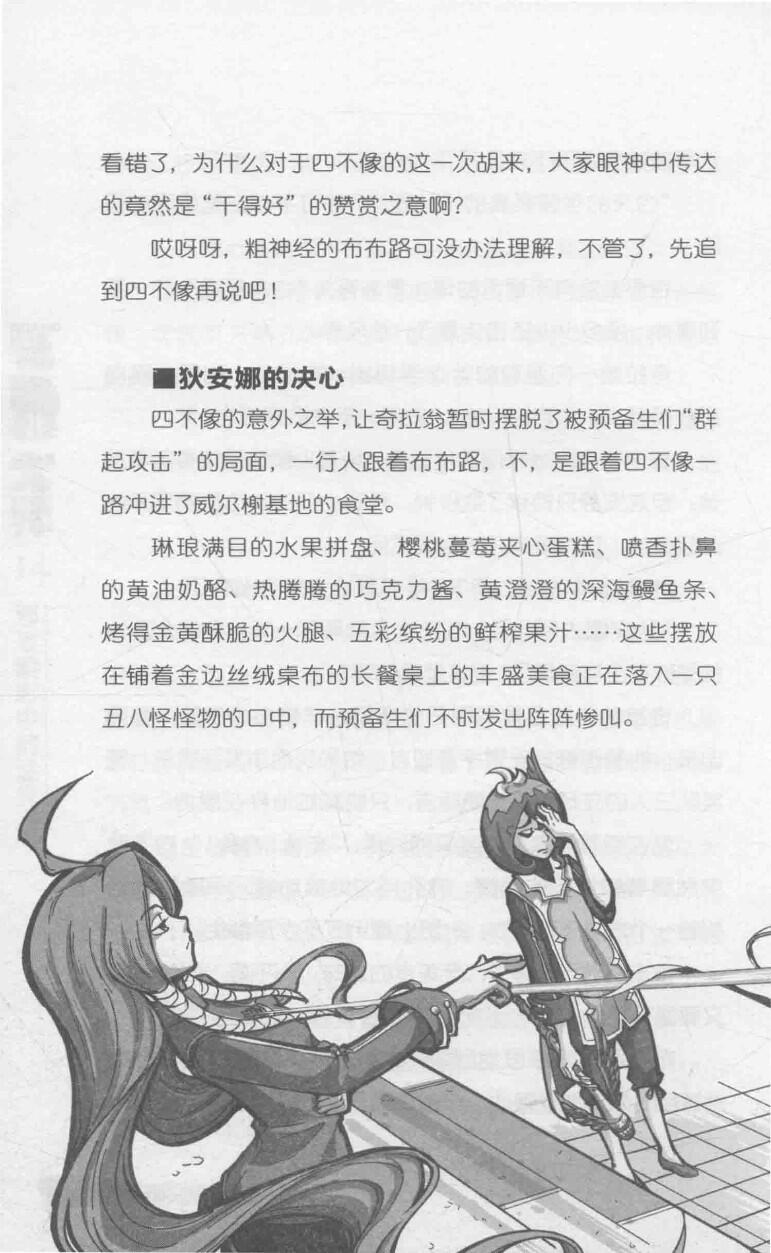 看错了，为什么对于四不像的这一次胡来，大家眼神中传达
的竟然是“干得好”的赞赏之意啊？
哎呀呀，粗神经的布布路可没办法理解，不管了，先追
到四不像再说吧！
■狄安娜的决心
四不像的意外之举，让奇拉翁暂时摆脱了被预备生们“群
起攻击”的局面，一行人跟着布布路，不，是跟着四不像一
路冲进了威尔榭基地的食堂。
琳琅满目的水果拼盘、樱桃蔓莓夹心蛋糕、喷香扑鼻
的黄油奶酪、热腾腾的巧克力酱、黄澄澄的深海鳗鱼条、
烤得金黄酥脆的火腿、五彩缤纷的鲜榨果汁……这些摆放
在铺着金边丝绒桌布的长餐桌上的丰盛美食正在落入一只
丑八怪怪物的口中，而预备生们不时发出阵阵惨叫。